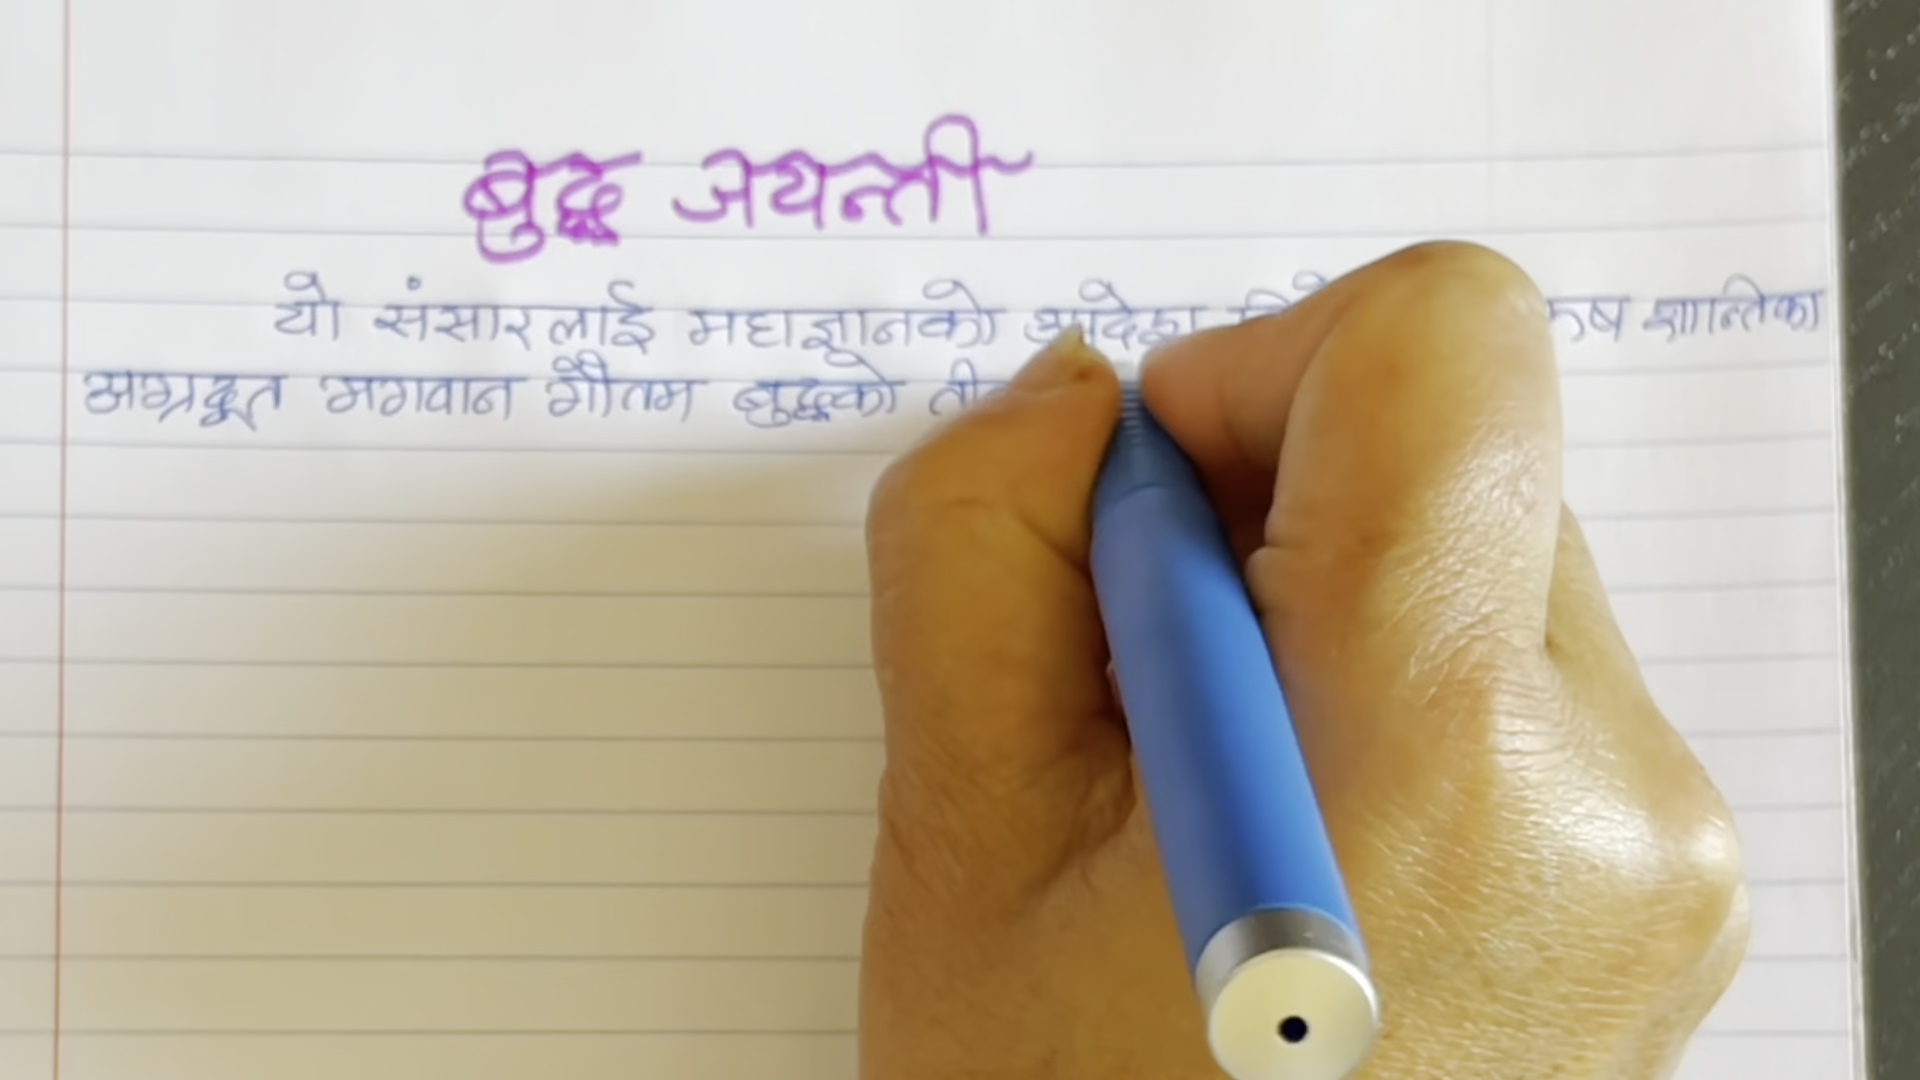 बुद्ध जयन्ती
यो संसारलाई महाज्ञानको आदेश शान्तिका
अग्रदूत भगवान गौतम बुद्धको